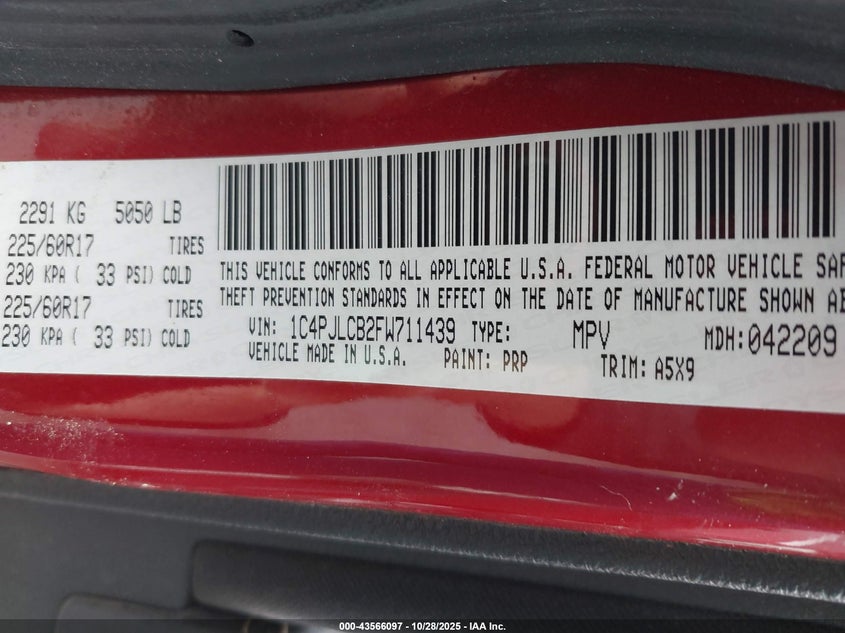 2291 KG 5050 LB
225/60R17 TIRES
230 KPA ( 33 PSI) COLD
225/60R17 TIRES
230 KPA ( 33 PSI) COLD
THIS VEHICLE CONFORMS TO ALL APPLICABLE U.S.A. FEDERAL MOTOR VEHICLE SAF
THEFT PREVENTION STANDARDS IN EFFECT ON THE DATE OF MANUFACTURE SHOWN AB
VIN: 1C4PJLCB2FW711439 TYPE: MPV MDH:042209
VEHICLE MADE IN U.S.A. PAINT: PRP TRIM: A5X9
000-43566097 - 10/28/2025 - IAA Inc.